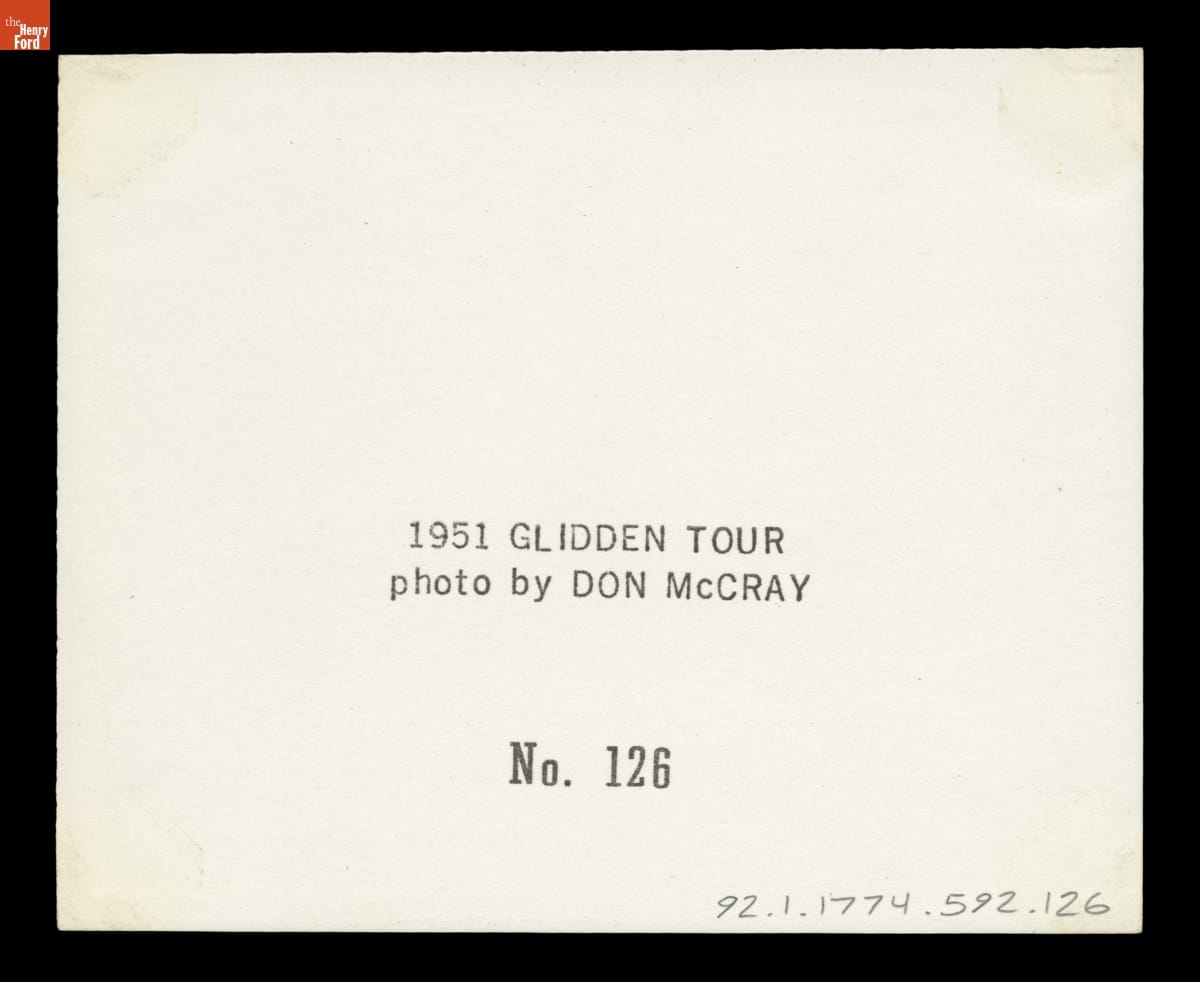 the
Henry
Ford
1951 GLIDDEN TOUR
photo by DON McCRAY
No. 126
92.1.1774.592.126